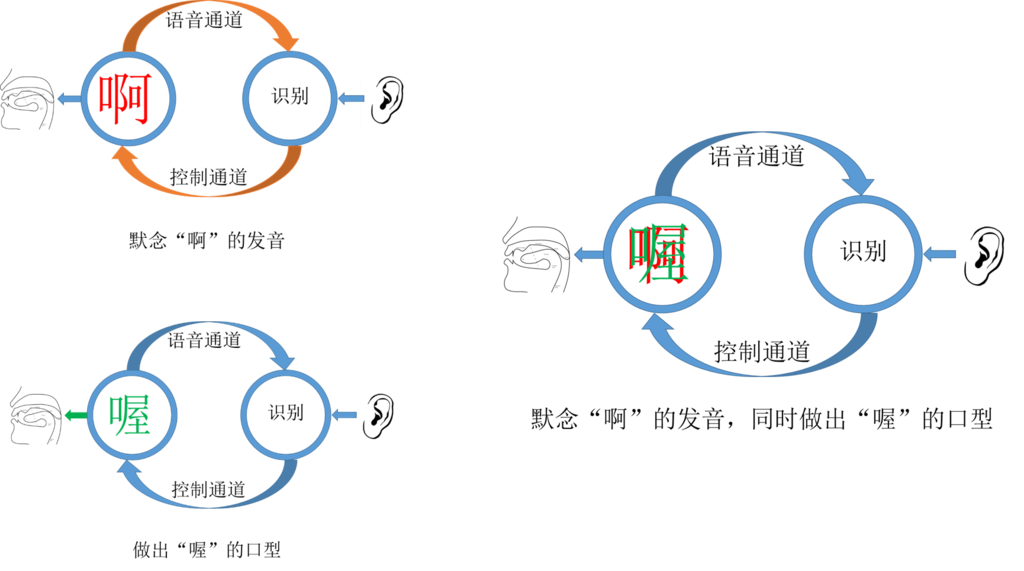 语音通道
啊
识别
控制通道
默念“啊”的发音
语音通道
喔
识别
控制通道
做出“喔”的口型
语音通道
啊
喔
识别
控制通道
默念“啊”的发音，同时做出“喔”的口型